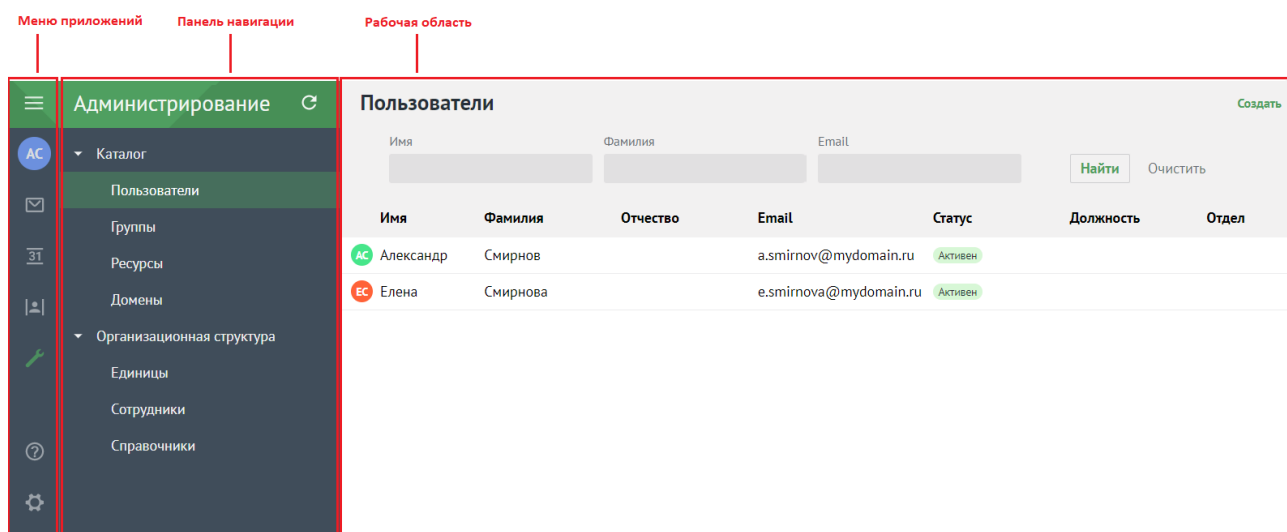 Меню приложений Панель навигации Рабочая область
Администрирование
АС
31
Каталог
Пользователи
Группы
Ресурсы
Домены
Организационная структура
Единицы
Сотрудники
Справочники
Пользователи Создать
Имя Фамилия Email
Найти Очистить
Имя Фамилия Отчество Email Статус Должность Отдел
АС Александр Смирнов a.smirnov@mydomain.ru Активен
ЕС Елена Смирнова e.smirnova@mydomain.ru Активен